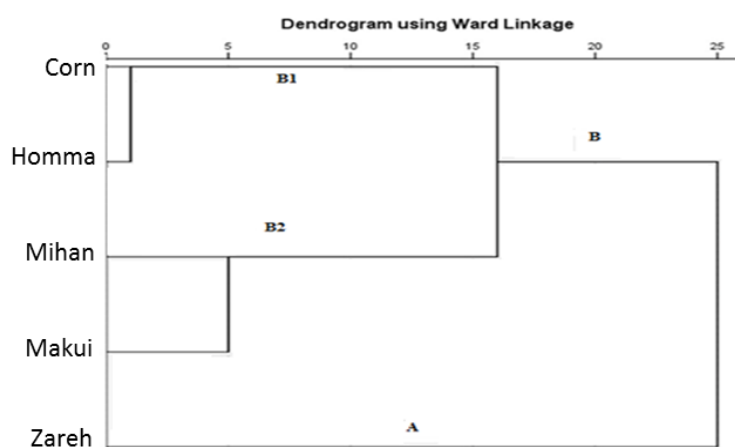 Dendrogram using Ward Linkage
0 5 10 15 20 25
Corn
B1
Homma
B
B2
Mihan
Makui
A
Zareh